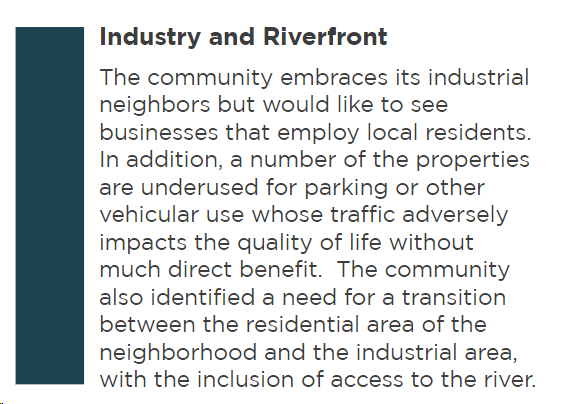 Industry and Riverfront
The community embraces its industrial
neighbors but would like to see
businesses that employ local residents.
In addition, a number of the properties
are underused for parking or other
vehicular use whose traffic adversely
impacts the quality of life without
much direct benefit.  The community
also identified a need for a transition
between the residential area of the
neighborhood and the industrial area,
with the inclusion of access to the river.